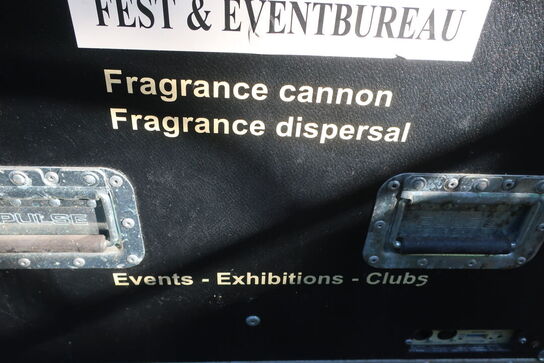 FEST & EVENTBUREAU
Fragrance cannon
Fragrance dispersal
PULSE
Events - Exhibitions - Clubs